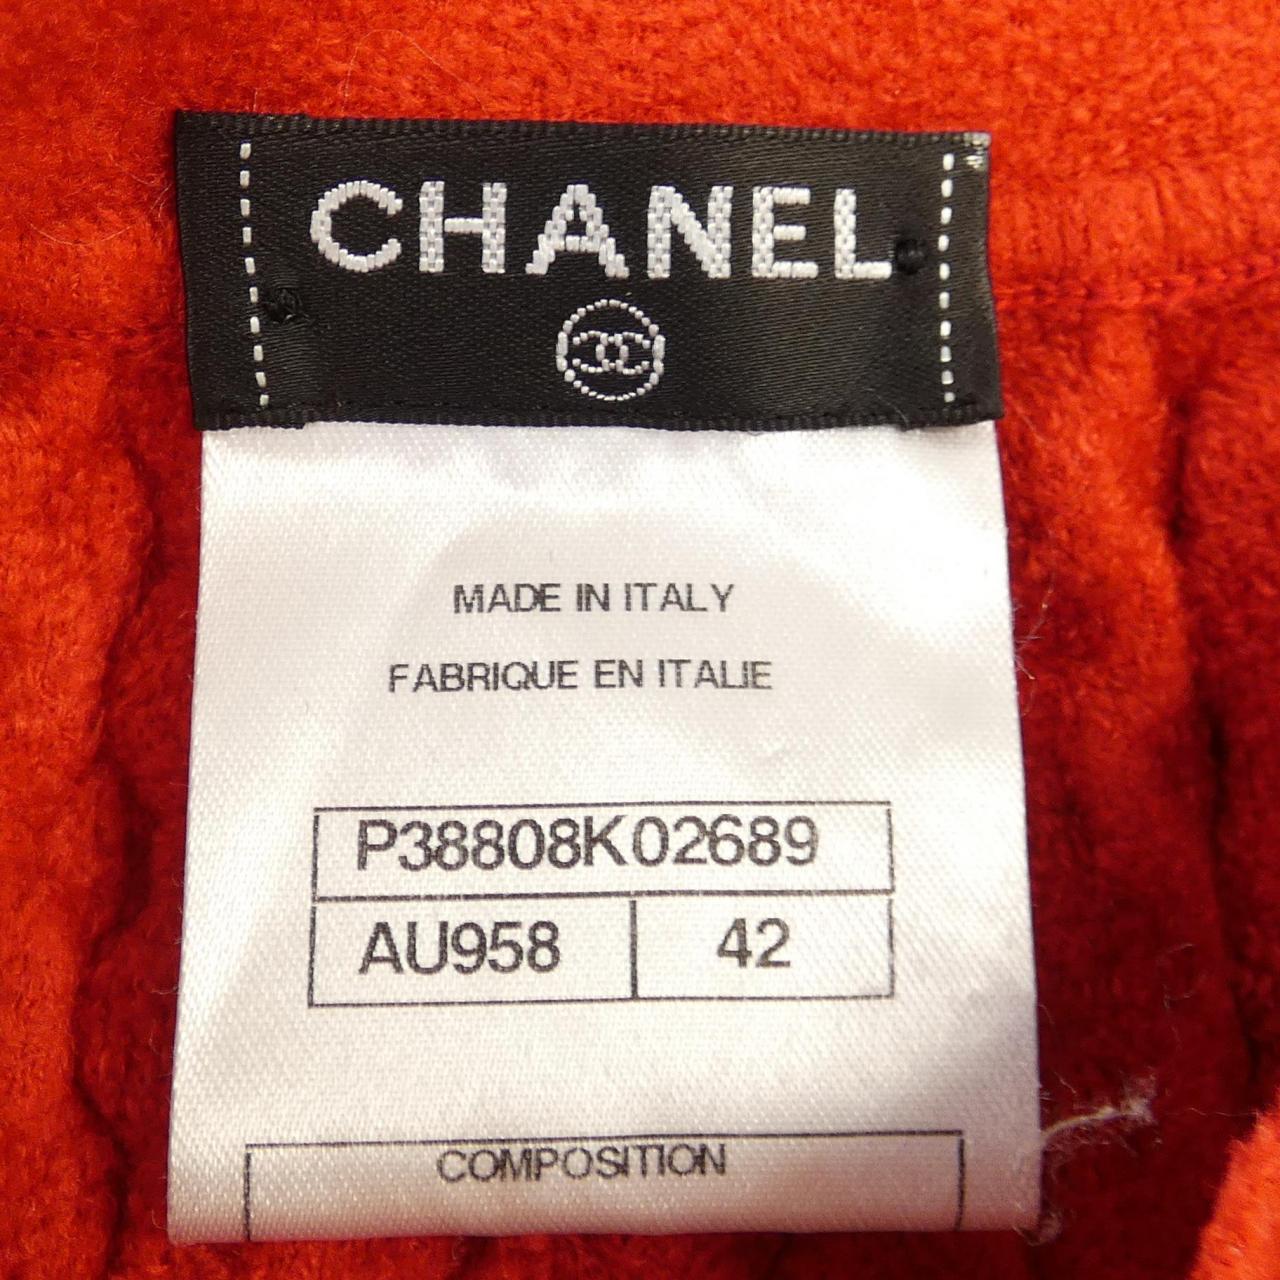 CHANEL
MADE IN ITALY
FABRIQUE EN ITALIE
P38808K02689
AU958 42
COMPOSITION